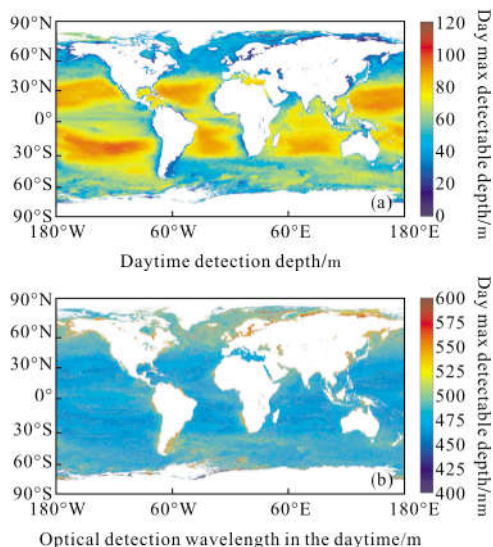 90°N
60°N
30°N
0°
30°S
60°S
90°S
180°W
60°W
60°E
180°E
(a)
120
100
80
60
40
20
0
Day max detectable depth/m
Daytime detection depth/m
90°N
60°N
30°N
0°
30°S
60°S
90°S
180°W
60°W
60°E
180°E
(b)
600
575
550
525
500
475
450
425
400
Day max detectable depth/nm
Optical detection wavelength in the daytime/m